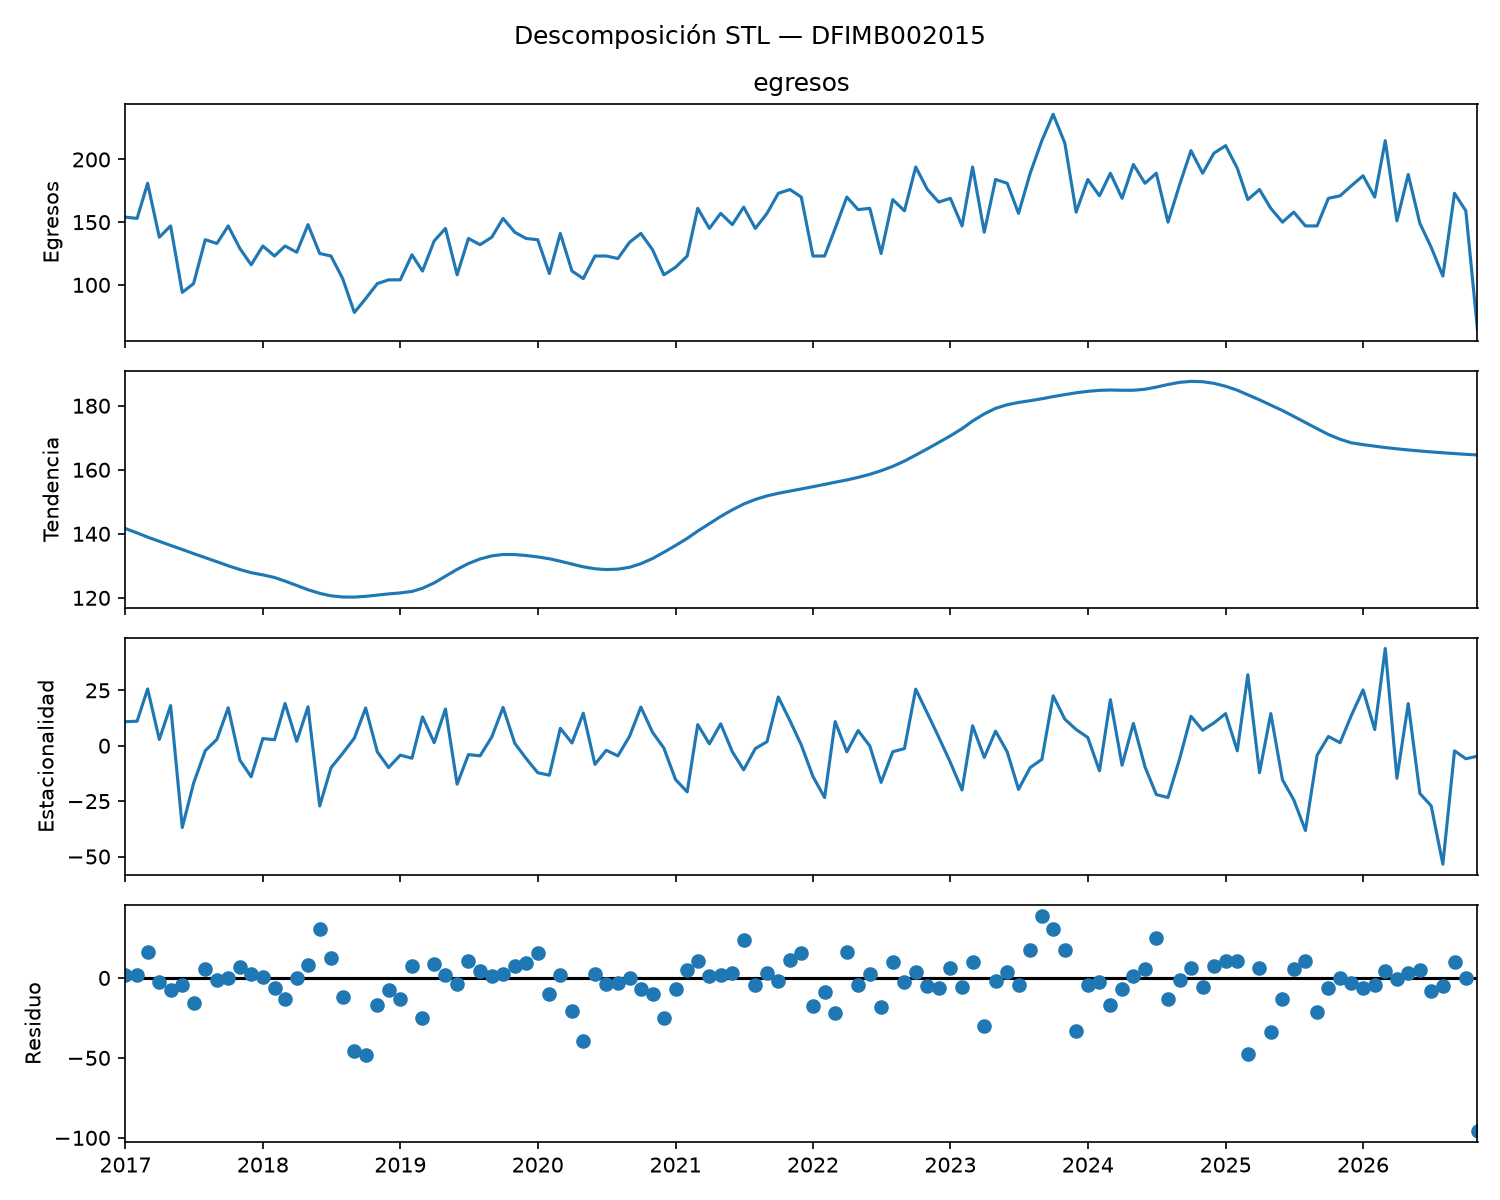 Descomposición STL — DFIMB002015
egresos
Egresos
200
150
100
Tendencia
180
160
140
120
Estacionalidad
25
0
−25
−50
Residuo
0
−50
−100
2017 2018 2019 2020 2021 2022 2023 2024 2025 2026